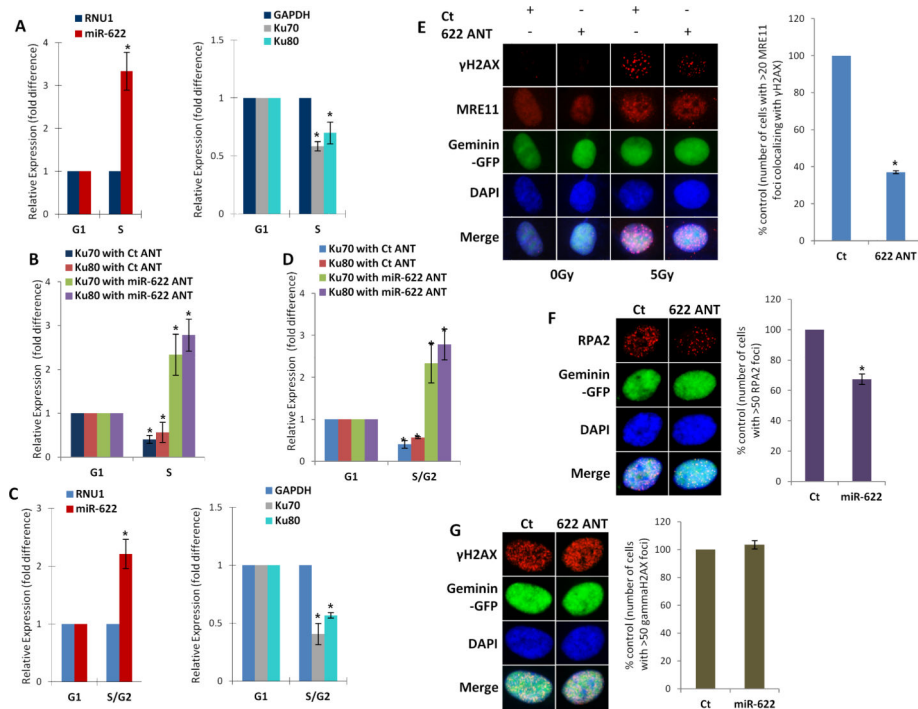 A
RNU1
miR-622
Relative Expression (fold difference)
4
3
2
1
0
*
G1
S
GAPDH
Ku70
Ku80
Relative Expression (fold difference)
1.5
1
0.5
0
*
*
G1
S
B
Ku70 with Ct ANT
Ku80 with Ct ANT
Ku70 with miR-622 ANT
Ku80 with miR-622 ANT
Relative Expression (fold difference)
4
3
2
1
0
*
*
*
*
G1
S
D
Ku70 with Ct ANT
Ku80 with Ct ANT
Ku70 with miR-622 ANT
Ku80 with miR-622 ANT
Relative Expression (fold difference)
4
3
2
1
0
*
*
*
*
G1
S/G2
C
RNU1
miR-622
Relative Expression (fold difference)
3
2
1
0
*
G1
S/G2
GAPDH
Ku70
Ku80
Relative Expression (fold difference)
1.5
1
0.5
0
*
*
G1
S/G2
E
Ct + - + -
622 ANT - + - +
γH2AX
MRE11
Geminin
-GFP
DAPI
Merge
0Gy
5Gy
% control (number of cells with >20 MRE11
foci colocalizing with γH2AX)
120
100
80
60
40
20
0
*
Ct
622 ANT
F
Ct
622 ANT
RPA2
Geminin
-GFP
DAPI
Merge
% control (number of cells
with >50 RPA2 foci)
120
100
80
60
40
20
0
*
Ct
miR-622
G
Ct
622 ANT
γH2AX
Geminin
-GFP
DAPI
Merge
% control (number of cells
with >50 gammaH2AX foci)
120
100
80
60
40
20
0
Ct
miR-622